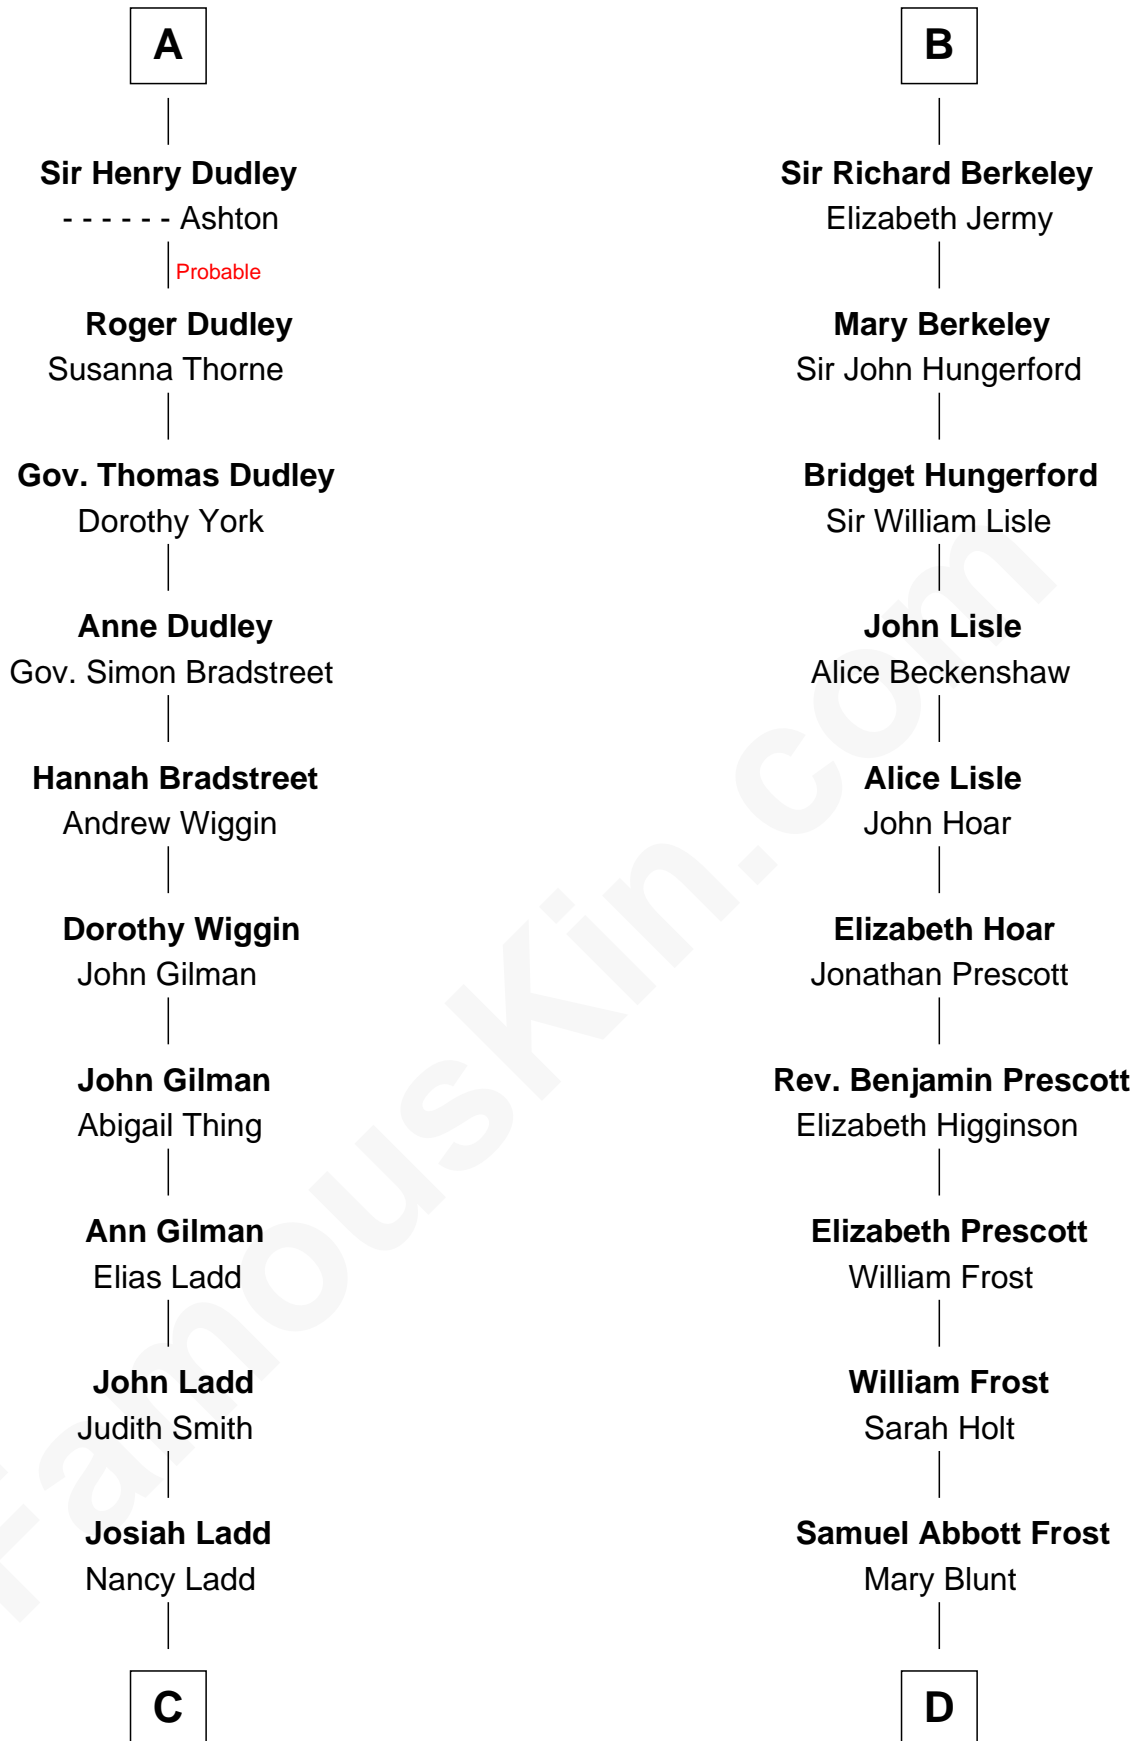 A
Sir Henry Dudley
- - - - - - Ashton
Probable
Roger Dudley
Susanna Thorne
Gov. Thomas Dudley
Dorothy York
Anne Dudley
Gov. Simon Bradstreet
Hannah Bradstreet
Andrew Wiggin
Dorothy Wiggin
John Gilman
John Gilman
Abigail Thing
Ann Gilman
Elias Ladd
John Ladd
Judith Smith
Josiah Ladd
Nancy Ladd
C
B
Sir Richard Berkeley
Elizabeth Jermy
Mary Berkeley
Sir John Hungerford
Bridget Hungerford
Sir William Lisle
John Lisle
Alice Beckenshaw
Alice Lisle
John Hoar
Elizabeth Hoar
Jonathan Prescott
Rev. Benjamin Prescott
Elizabeth Higginson
Elizabeth Prescott
William Frost
William Frost
Sarah Holt
Samuel Abbott Frost
Mary Blunt
D
FamousKin.com